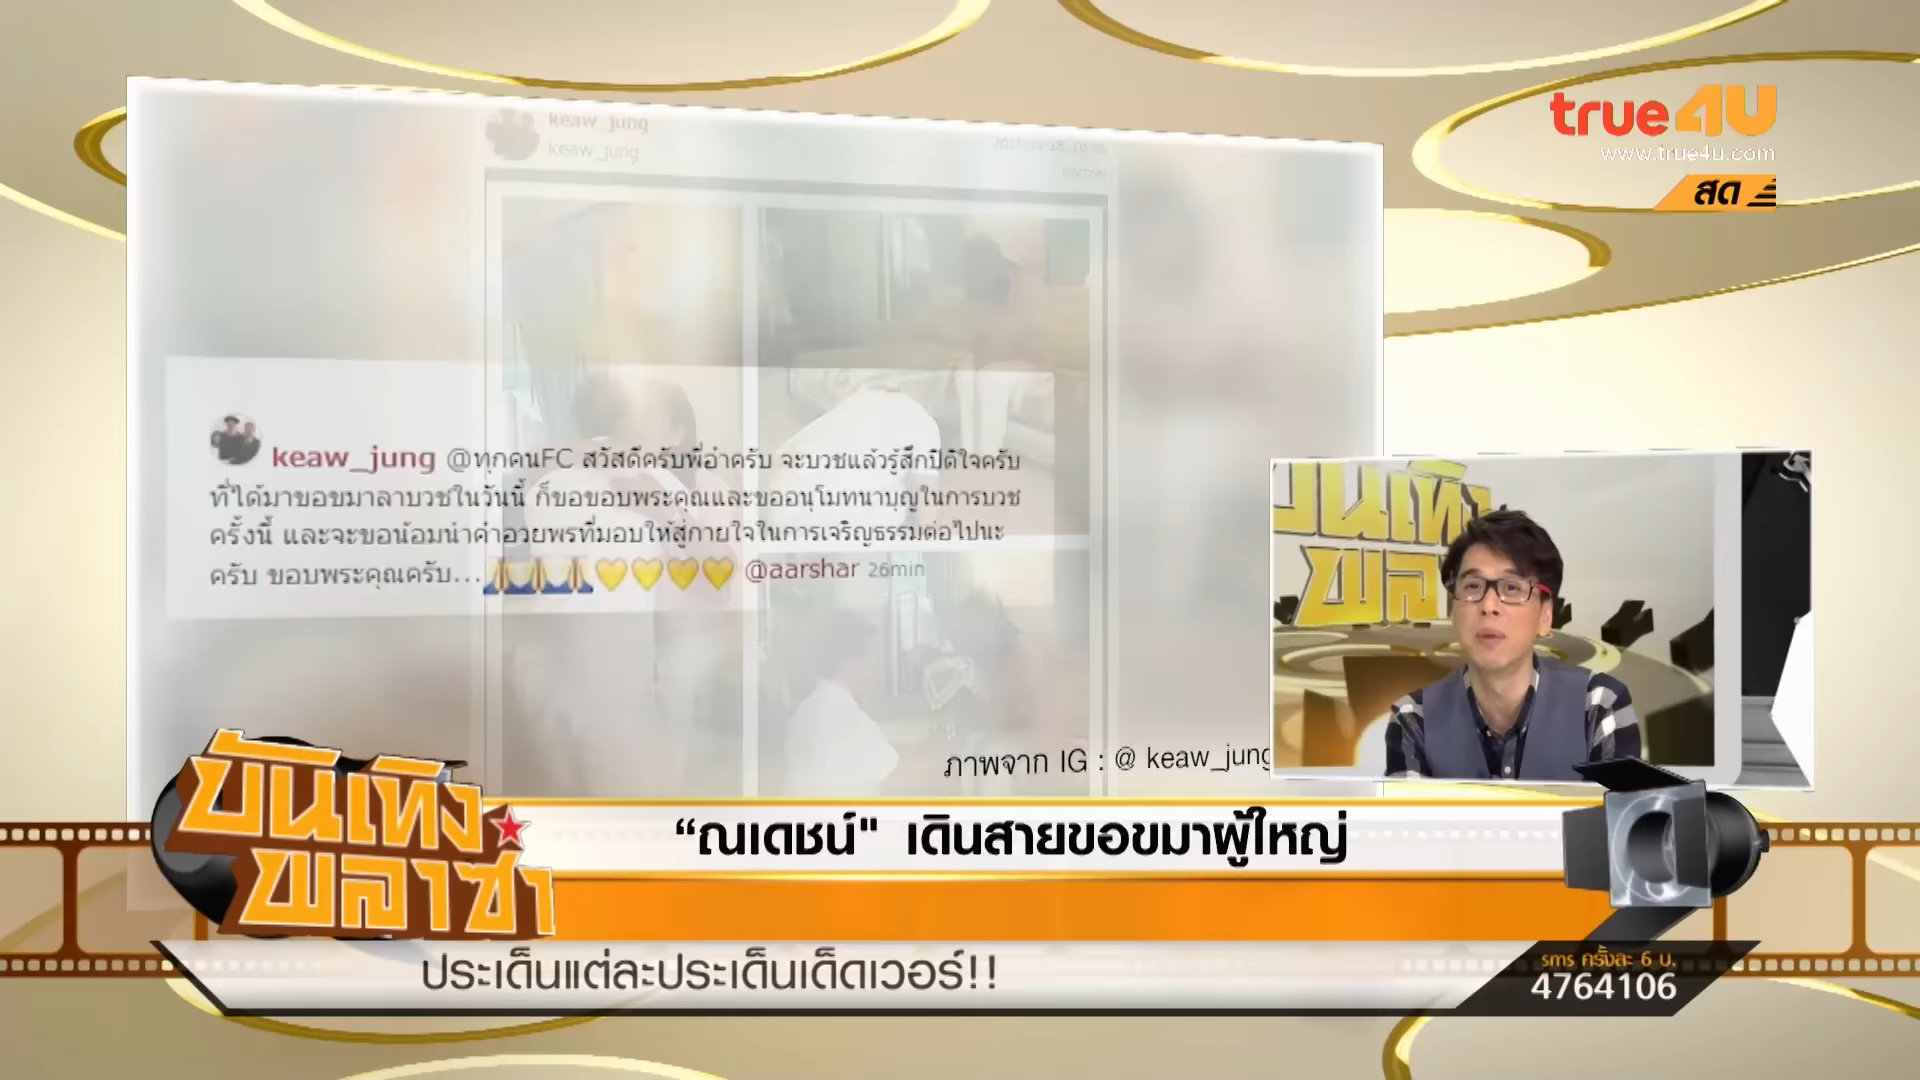 keaw_jung
keaw_jung
true4U
www.true4u.com
สด
keaw_jung @ทุกคนFC สวัสดีครับพี่อ๋าครับ จะบวชแล้วรู้สึกปิติใจครับ
ที่ได้มาขอขมาลาบวชในวันนี้ ก็ขอขอบพระคุณและขออนุโมทนาบุญในการบวช
ครั้งนี้ และจะขอน้อมนำคำอวยพรที่มอบให้สู่กายใจในการเจริญธรรมต่อไปนะ
ครับ ขอบพระคุณครับ...🙏🙏🙏💛💛💛💛 @aarshar 26min
บันเทิง
พลา
ภาพจาก IG : @ keaw_jung
บันเทิง
พลาซ่า
“ณเดชน์" เดินสายขอขมาผู้ใหญ่
ประเด็นแต่ละประเด็นเด็ดเวอร์!!
sms ครั้งละ 6 บ.
4764106